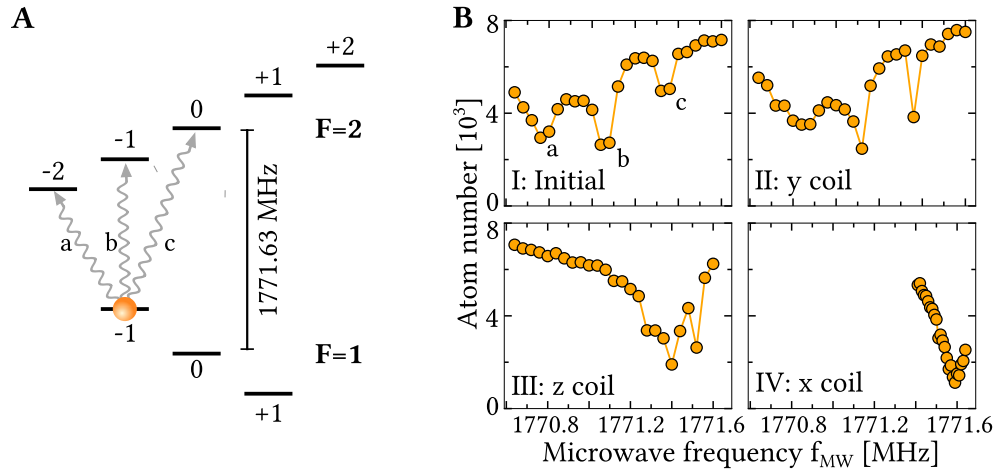 A
+2
+1
0
F=2
-1
-2
a
b
c
1771.63 MHz
-1
0
F=1
+1
B
Atom number [10³]
8
4
0
a
b
c
I: Initial
II: y coil
8
4
0
III: z coil
IV: x coil
1770.8
1771.2
1771.6
1770.8
1771.2
1771.6
Microwave frequency f_MW [MHz]